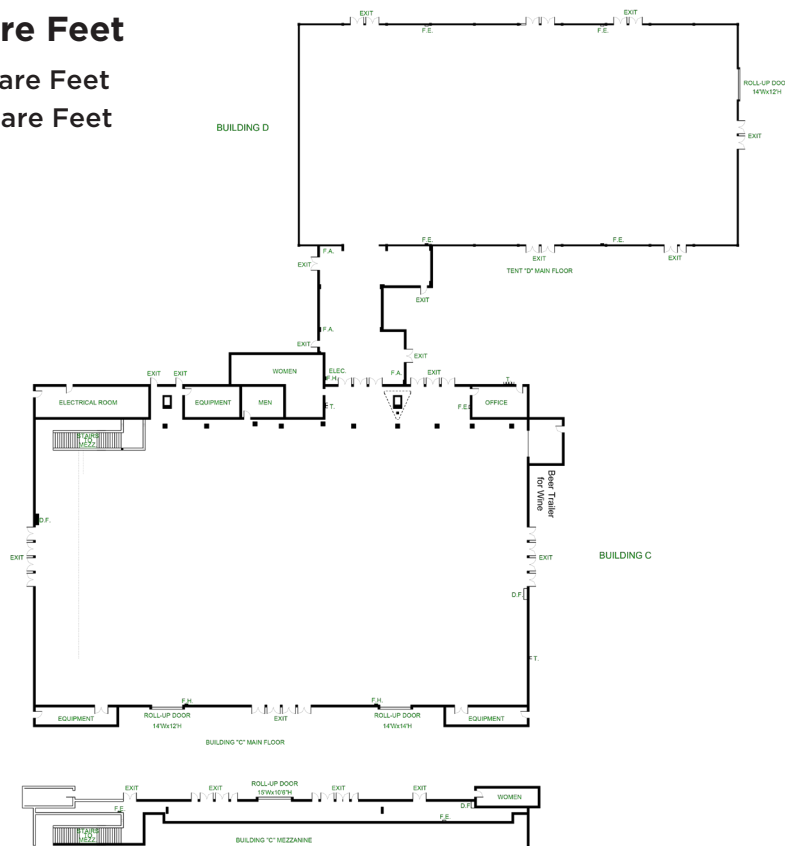 re Feet
are Feet
are Feet
EXIT
EXIT
F.E.
F.E.
ROLL-UP DOO
14'Wx12'H
BUILDING D
EXIT
F.E.
F.E.
F.A.
EXIT
EXIT
EXIT
TENT "D" MAIN FLOOR
EXIT
F.A.
EXIT
EXIT
WOMEN
ELEC.
F.H.
F.A.
EXIT
EXIT
EXIT
T.
ELECTRICAL ROOM
EQUIPMENT
MEN
T.
F.E.
OFFICE
STAIRS
TO
MEZZ
Beer Trailer
for Wine
D.F.
EXIT
EXIT
BUILDING C
D.F.
T.
F.H.
F.H.
EQUIPMENT
ROLL-UP DOOR
14'Wx12'H
EXIT
ROLL-UP DOOR
14'Wx14'H
EQUIPMENT
BUILDING "C" MAIN FLOOR
EXIT
EXIT
ROLL-UP DOOR
15'Wx10'6"H
EXIT
EXIT
WOMEN
F.E.
D.F.
F.E.
STAIRS
TO
MEZZ
BUILDING "C" MEZZANINE